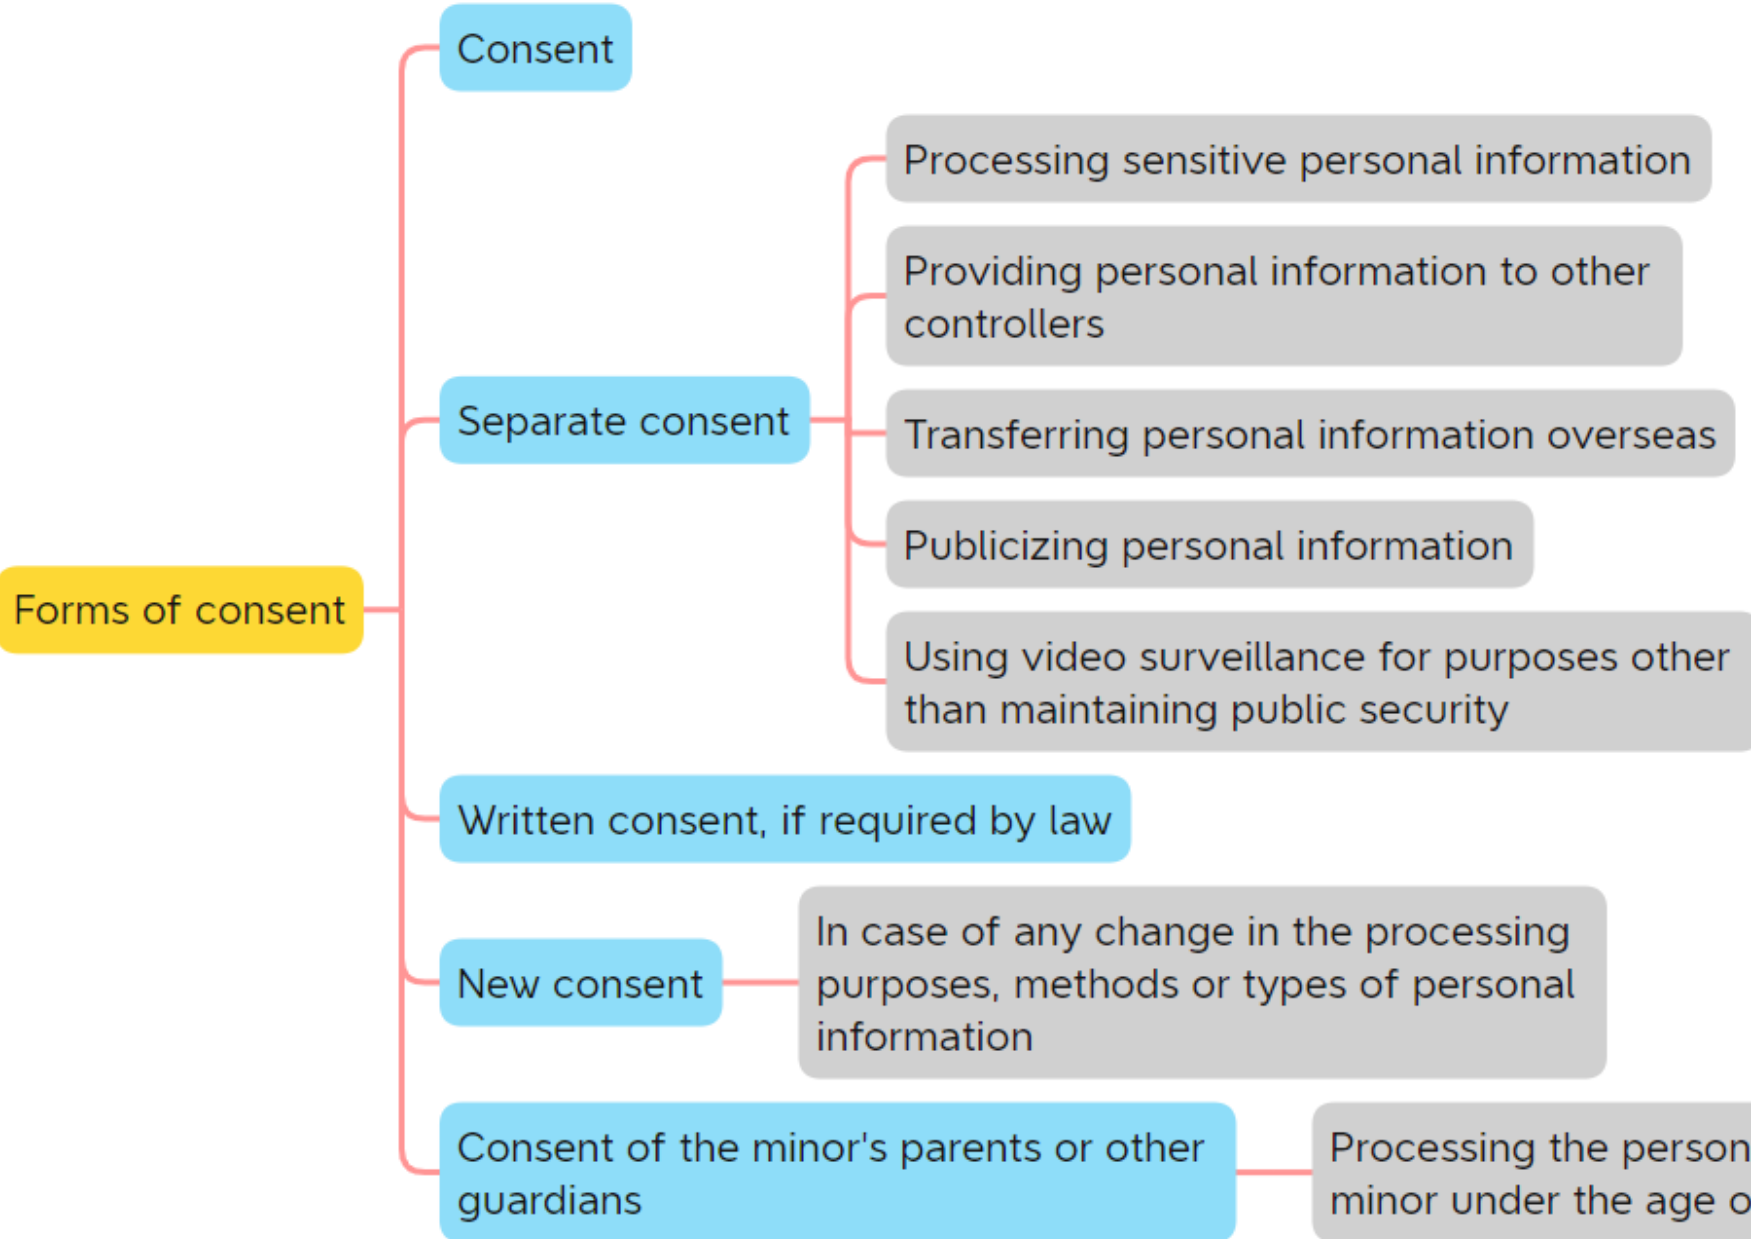 Consent
Processing sensitive personal information
Providing personal information to other
controllers
Separate consent
Transferring personal information overseas
Publicizing personal information
Forms of consent
Using video surveillance for purposes other
than maintaining public security
Written consent, if required by law
In case of any change in the processing
New consent
purposes, methods or types of personal
information
Consent of the minor's parents or other
guardians
Processing the
minor under the age